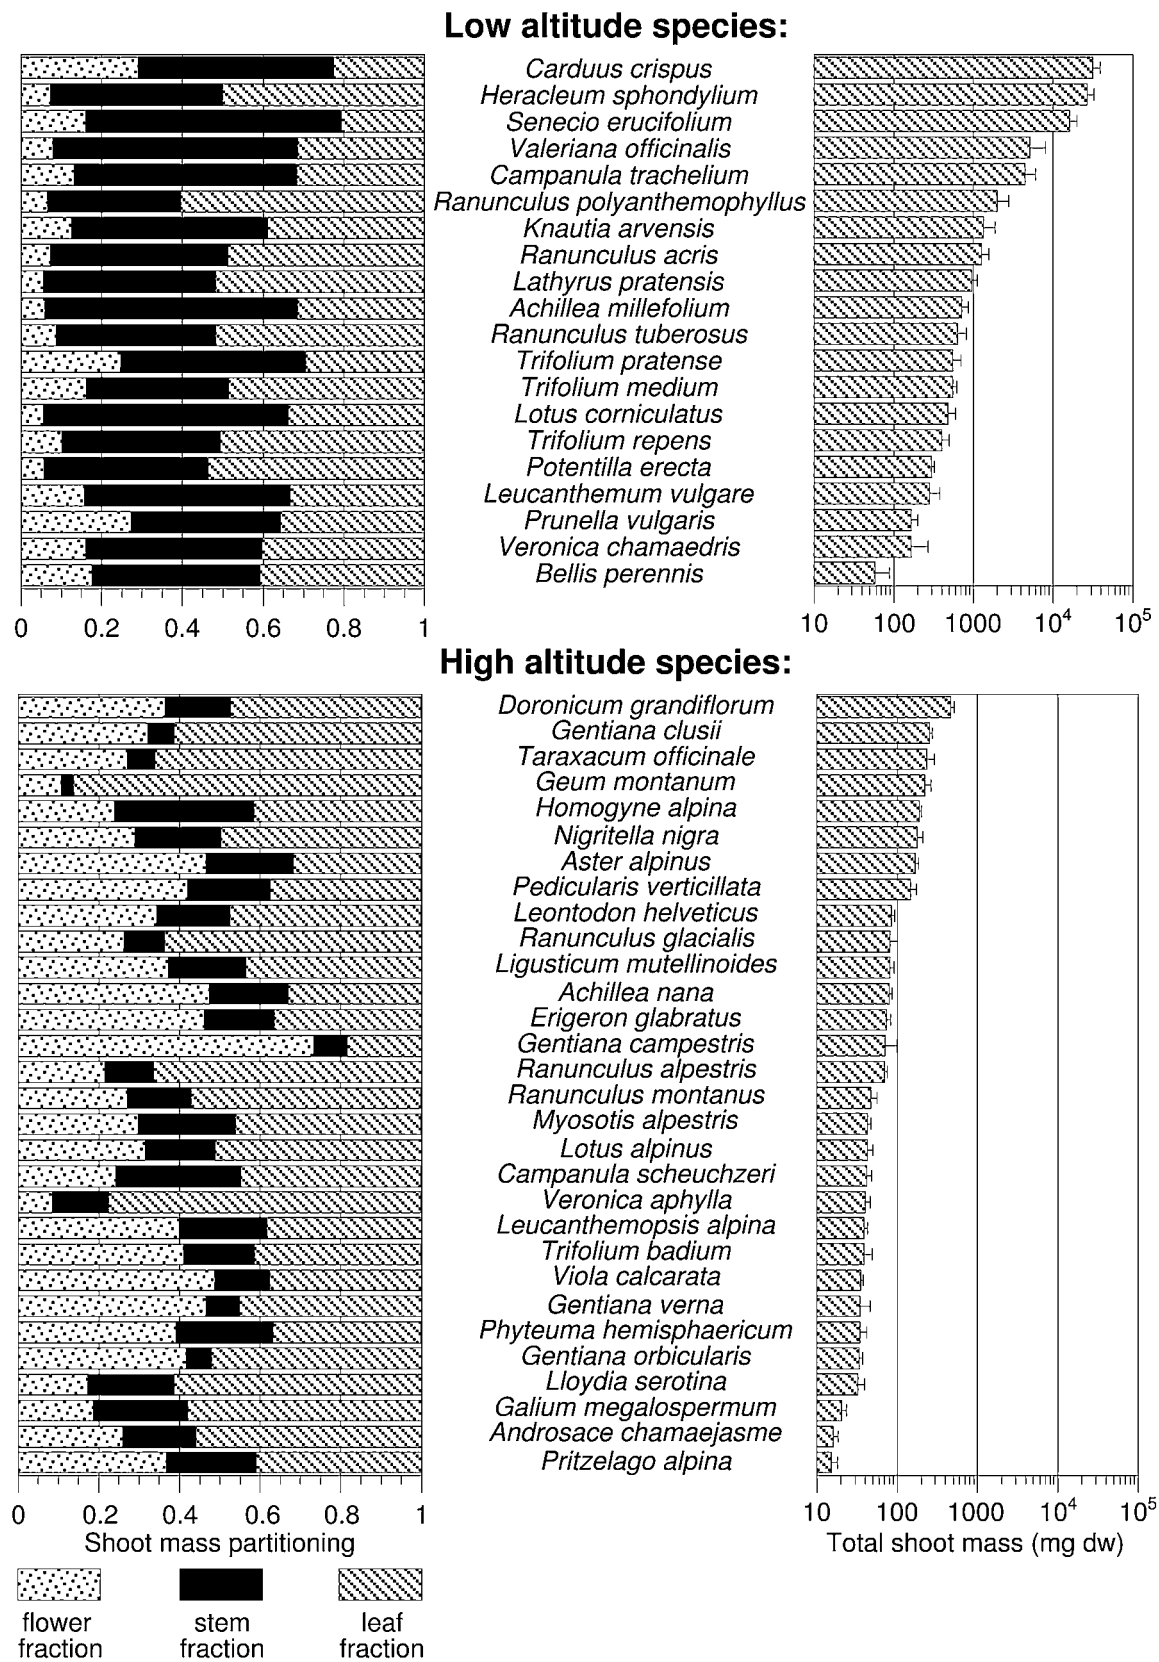 Low altitude species:
Carduus crispus
Heracleum sphondylium
Senecio erucifolium
Valeriana officinalis
Campanula trachelium
Ranunculus polyanthemophyllus
Knautia arvensis
Ranunculus acris
Lathyrus pratensis
Achillea millefolium
Ranunculus tuberosus
Trifolium pratense
Trifolium medium
Lotus corniculatus
Trifolium repens
Potentilla erecta
Leucanthemum vulgare
Prunella vulgaris
Veronica chamaedris
Bellis perennis
0 0.2 0.4 0.6 0.8 1
10 100 1000 10⁴ 10⁵
High altitude species:
Doronicum grandiflorum
Gentiana clusii
Taraxacum officinale
Geum montanum
Homogyne alpina
Nigritella nigra
Aster alpinus
Pedicularis verticillata
Leontodon helveticus
Ranunculus glacialis
Ligusticum mutellinoides
Achillea nana
Erigeron glabratus
Gentiana campestris
Ranunculus alpestris
Ranunculus montanus
Myosotis alpestris
Lotus alpinus
Campanula scheuchzeri
Veronica aphylla
Leucanthemopsis alpina
Trifolium badium
Viola calcarata
Gentiana verna
Phyteuma hemisphaericum
Gentiana orbicularis
Lloydia serotina
Galium megalospermum
Androsace chamaejasme
Pritzelago alpina
0 0.2 0.4 0.6 0.8 1
Shoot mass partitioning
10 100 1000 10⁴ 10⁵
Total shoot mass (mg dw)
flower
fraction
stem
fraction
leaf
fraction